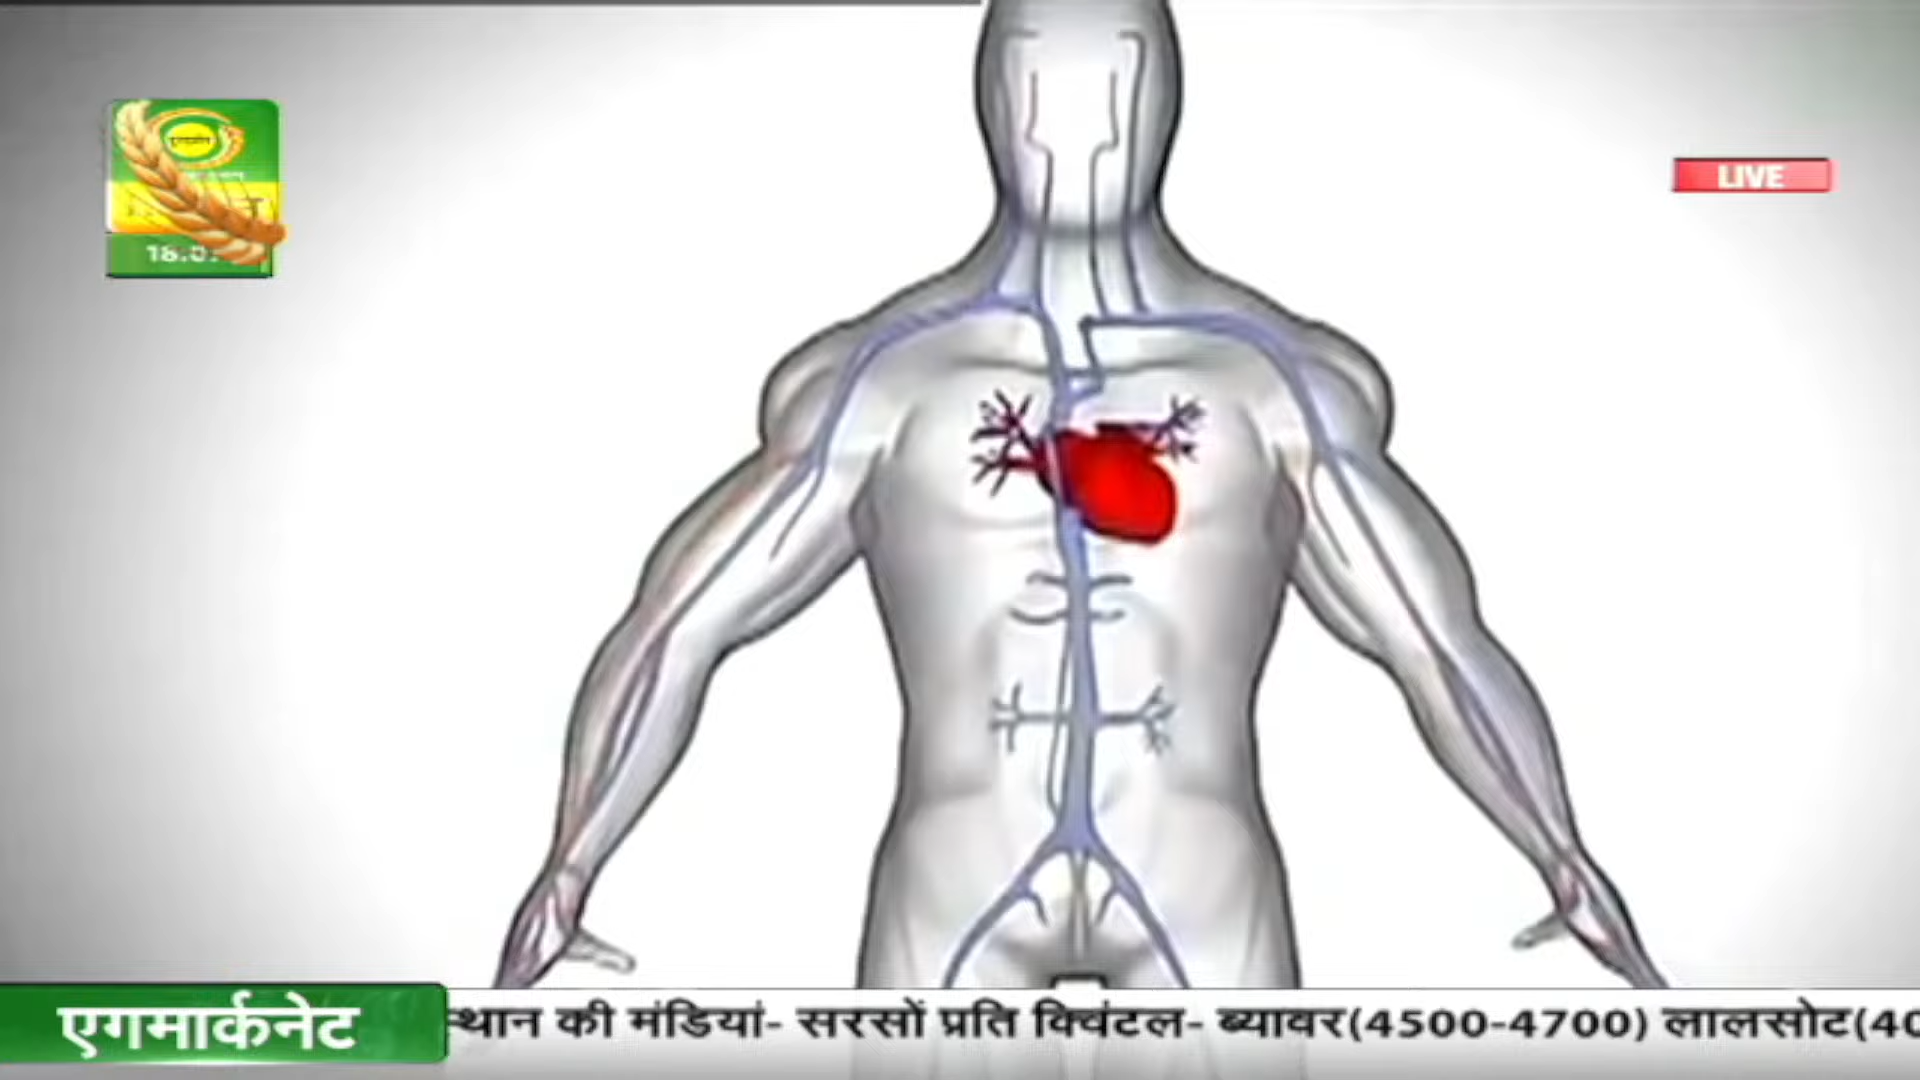 LIVE
एगमार्कनेट
स्थान की मंडियां- सरसों प्रति क्विंटल- ब्यावर(4500-4700) लालसोट(40